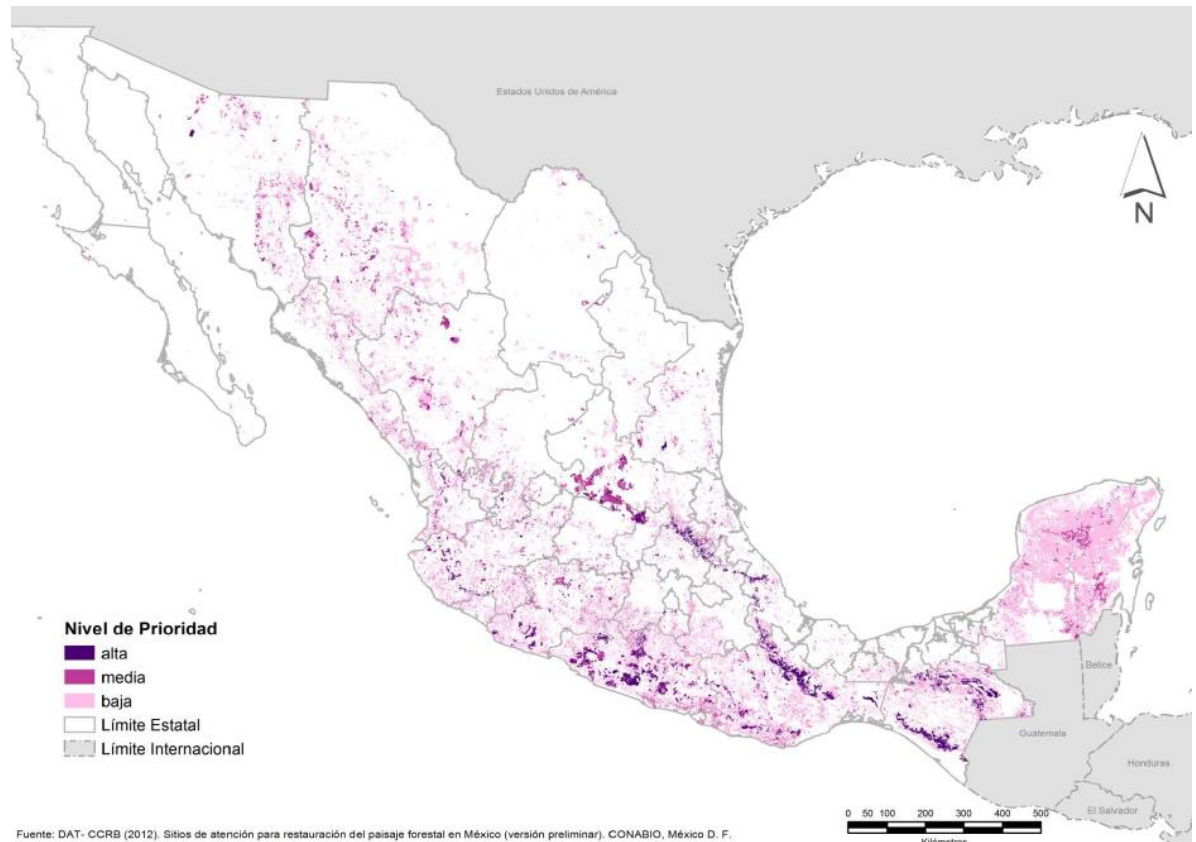 Estados Unidos de América
N
Nivel de Prioridad
alta
media
baja
Límite Estatal
Límite Internacional
Belice
Guatemala
Honduras
El Salvador
0 50 100 200 300 400 500
Kilómetros
Fuente: DAT- CCRB (2012). Sitios de atención para restauración del paisaje forestal en México (versión preliminar). CONABIO, México D. F.